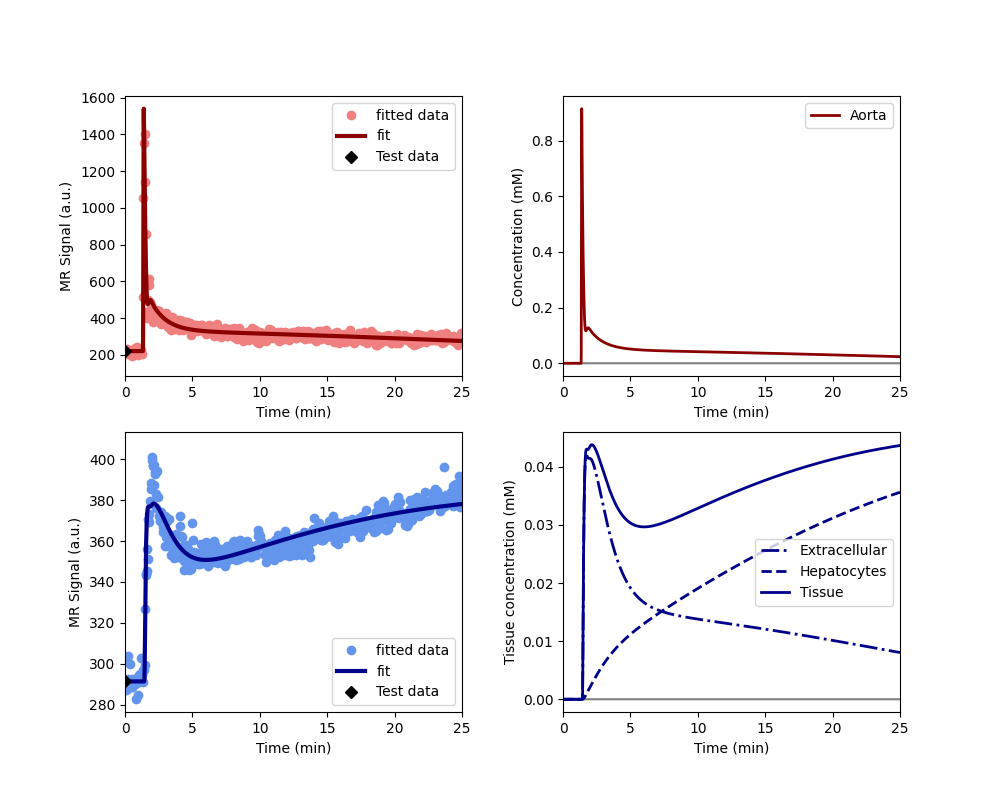 1600
1400
1200
1000
800
600
400
200
MR Signal (a.u.)
fitted data
fit
Test data
0 5 10 15 20 25
Time (min)
0.8
0.6
0.4
0.2
0.0
Concentration (mM)
Aorta
0 5 10 15 20 25
Time (min)
400
380
360
340
320
300
280
MR Signal (a.u.)
fitted data
fit
Test data
0 5 10 15 20 25
Time (min)
0.04
0.03
0.02
0.01
0.00
Tissue concentration (mM)
Extracellular
Hepatocytes
Tissue
0 5 10 15 20 25
Time (min)